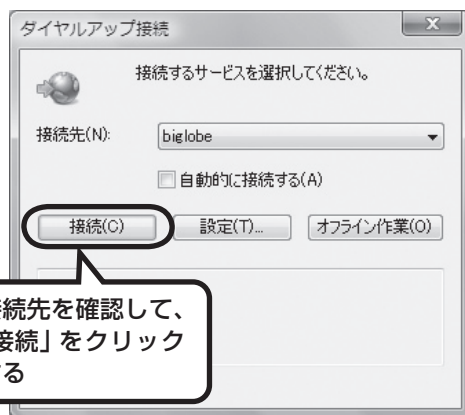 ダイヤルアップ接続
接続するサービスを選択してください。
接続先(N):
biglobe
自動的に接続する(A)
接続(C)
設定(T)...
オフライン作業(O)
続先を確認して、
接続」をクリック
る